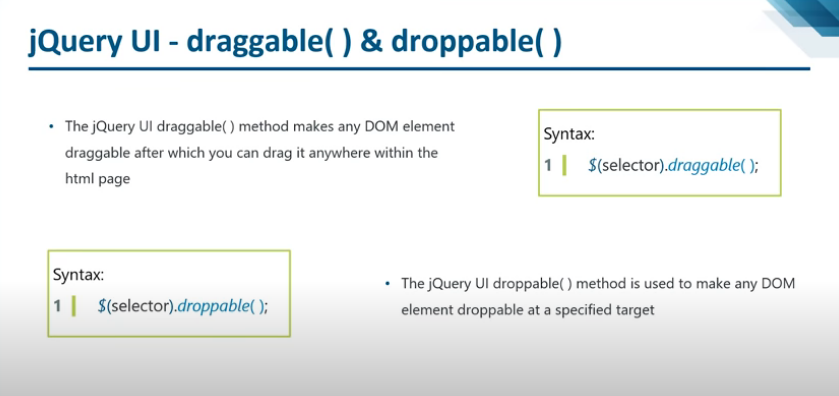 jQuery UI - draggable( ) & droppable( )
• The jQuery UI draggable( ) method makes any DOM element
draggable after which you can drag it anywhere within the
html page
Syntax:
1 $(selector).draggable( );
Syntax:
1 $(selector).droppable( );
• The jQuery UI droppable( ) method is used to make any DOM
element droppable at a specified target